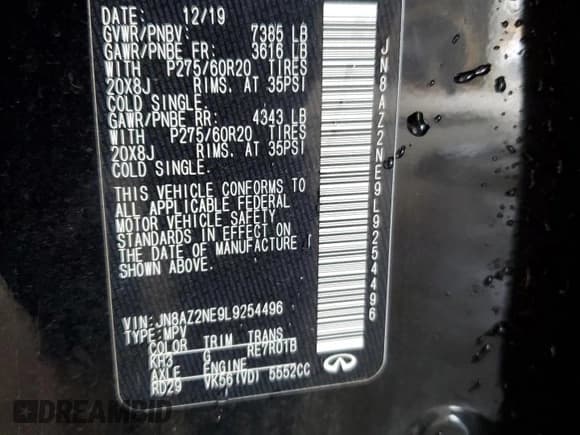 DATE: 12/19
GVWR/PNBV: 7385 LB
GAWR/PNBE FR: 3616 LB
WITH P275/60R20 TIRES
20X8J RIMS. AT 35PSI
COLD SINGLE.
GAWR/PNBE RR: 4343 LB
WITH P275/60R20 TIRES
20X8J RIMS. AT 35PSI
COLD SINGLE.
THIS VEHICLE CONFORMS TO
ALL APPLICABLE FEDERAL
MOTOR VEHICLE SAFETY
STANDARDS IN EFFECT ON
THE DATE OF MANUFACTURE
SHOWN ABOVE.
VIN:JN8AZ2NE9L9254496
TYPE:MPV
COLOR TRIM TRANS
KH3 G RE7R01B
AXLE ENGINE
RD29 VK56(VD) 5552CC
JN8AZ2NE9L9254496
INFINITI
DREAMBID